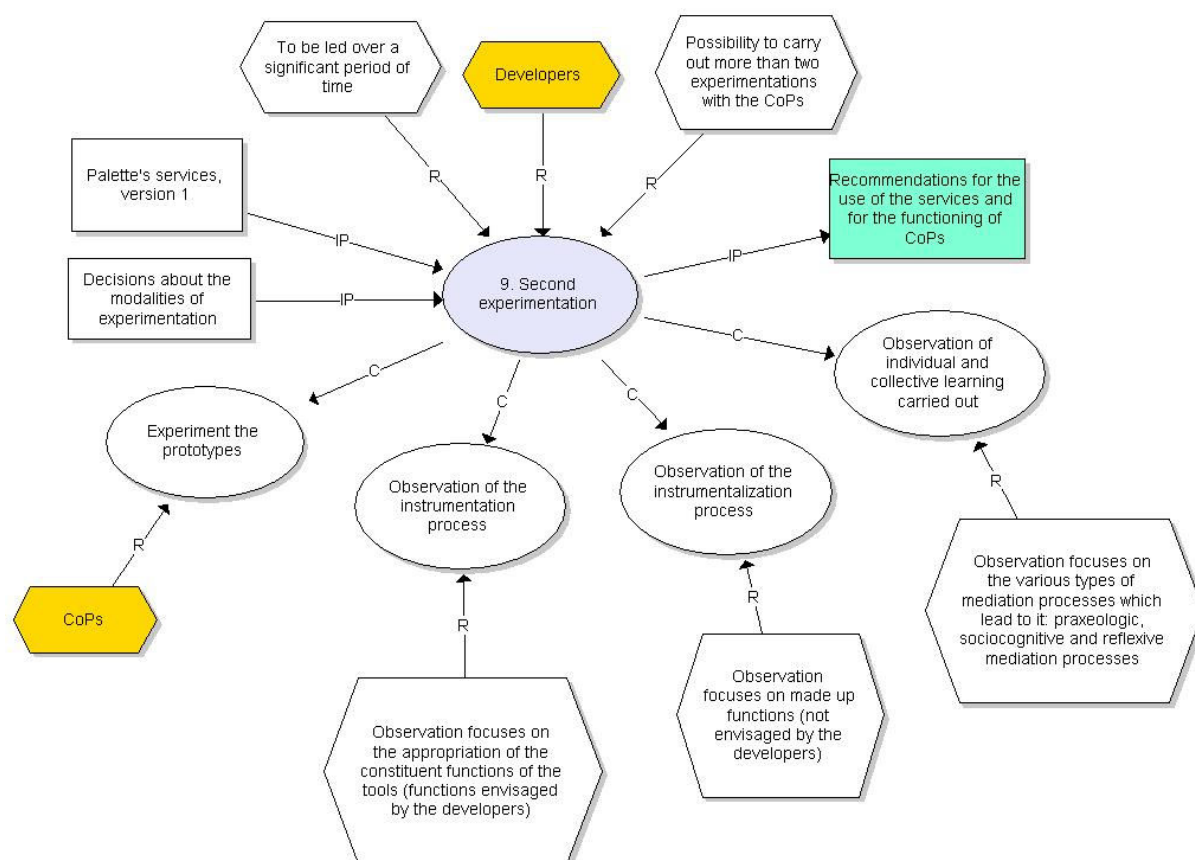 To be led over a
significant period of
time
Developers
Possibility to carry
out more than two
experimentations
with the CoPs
R
R
R
Palette's services,
version 1
IP
Recommendations for the
use of the services and
for the functioning of
CoPs
IP
Decisions about the
modalities of
experimentation
IP
9. Second
experimentation
C
C
C
C
Observation of
individual and
collective learning
carried out
Experiment the
prototypes
Observation of the
instrumentation
process
Observation of the
instrumentalization
process
R
R
R
R
CoPs
Observation focuses on
the various types of
mediation processes which
lead to it: praxeologic,
sociocognitive and reflexive
mediation processes
Observation
focuses on made up
functions (not
envisaged by the
developers)
Observation focuses on
the appropriation of the
constituent functions of the
tools (functions envisaged
by the developers)